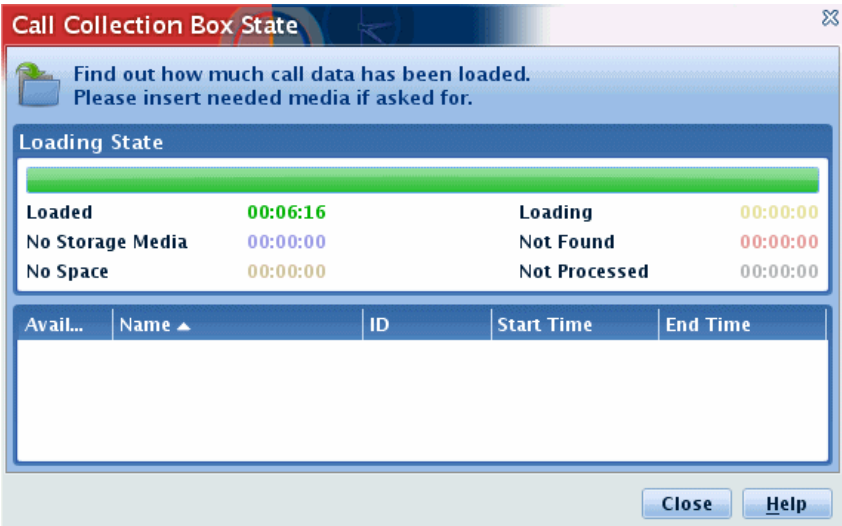 Call Collection Box State
Find out how much call data has been loaded.
Please insert needed media if asked for.
Loading State
Loaded 00:06:16 Loading 00:00:00
No Storage Media 00:00:00 Not Found 00:00:00
No Space 00:00:00 Not Processed 00:00:00
Avail... Name ID Start Time End Time
Close Help